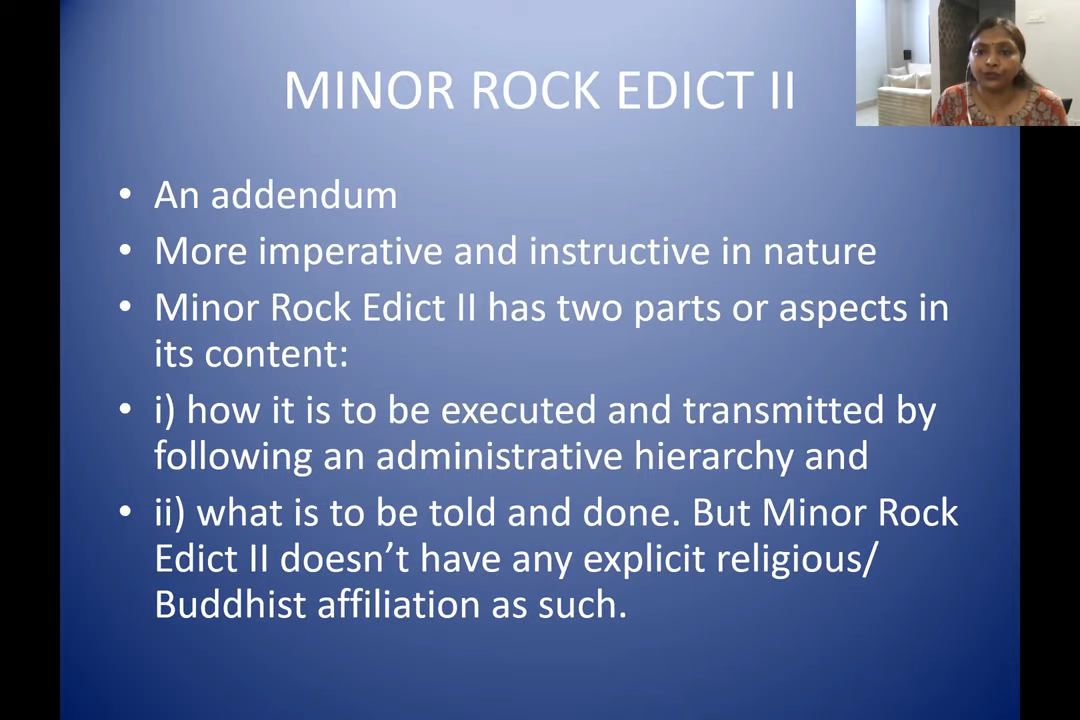 MINOR ROCK EDICT II
• An addendum
• More imperative and instructive in nature
• Minor Rock Edict II has two parts or aspects in
its content:
• i) how it is to be executed and transmitted by
following an administrative hierarchy and
• ii) what is to be told and done. But Minor Rock
Edict II doesn’t have any explicit religious/
Buddhist affiliation as such.